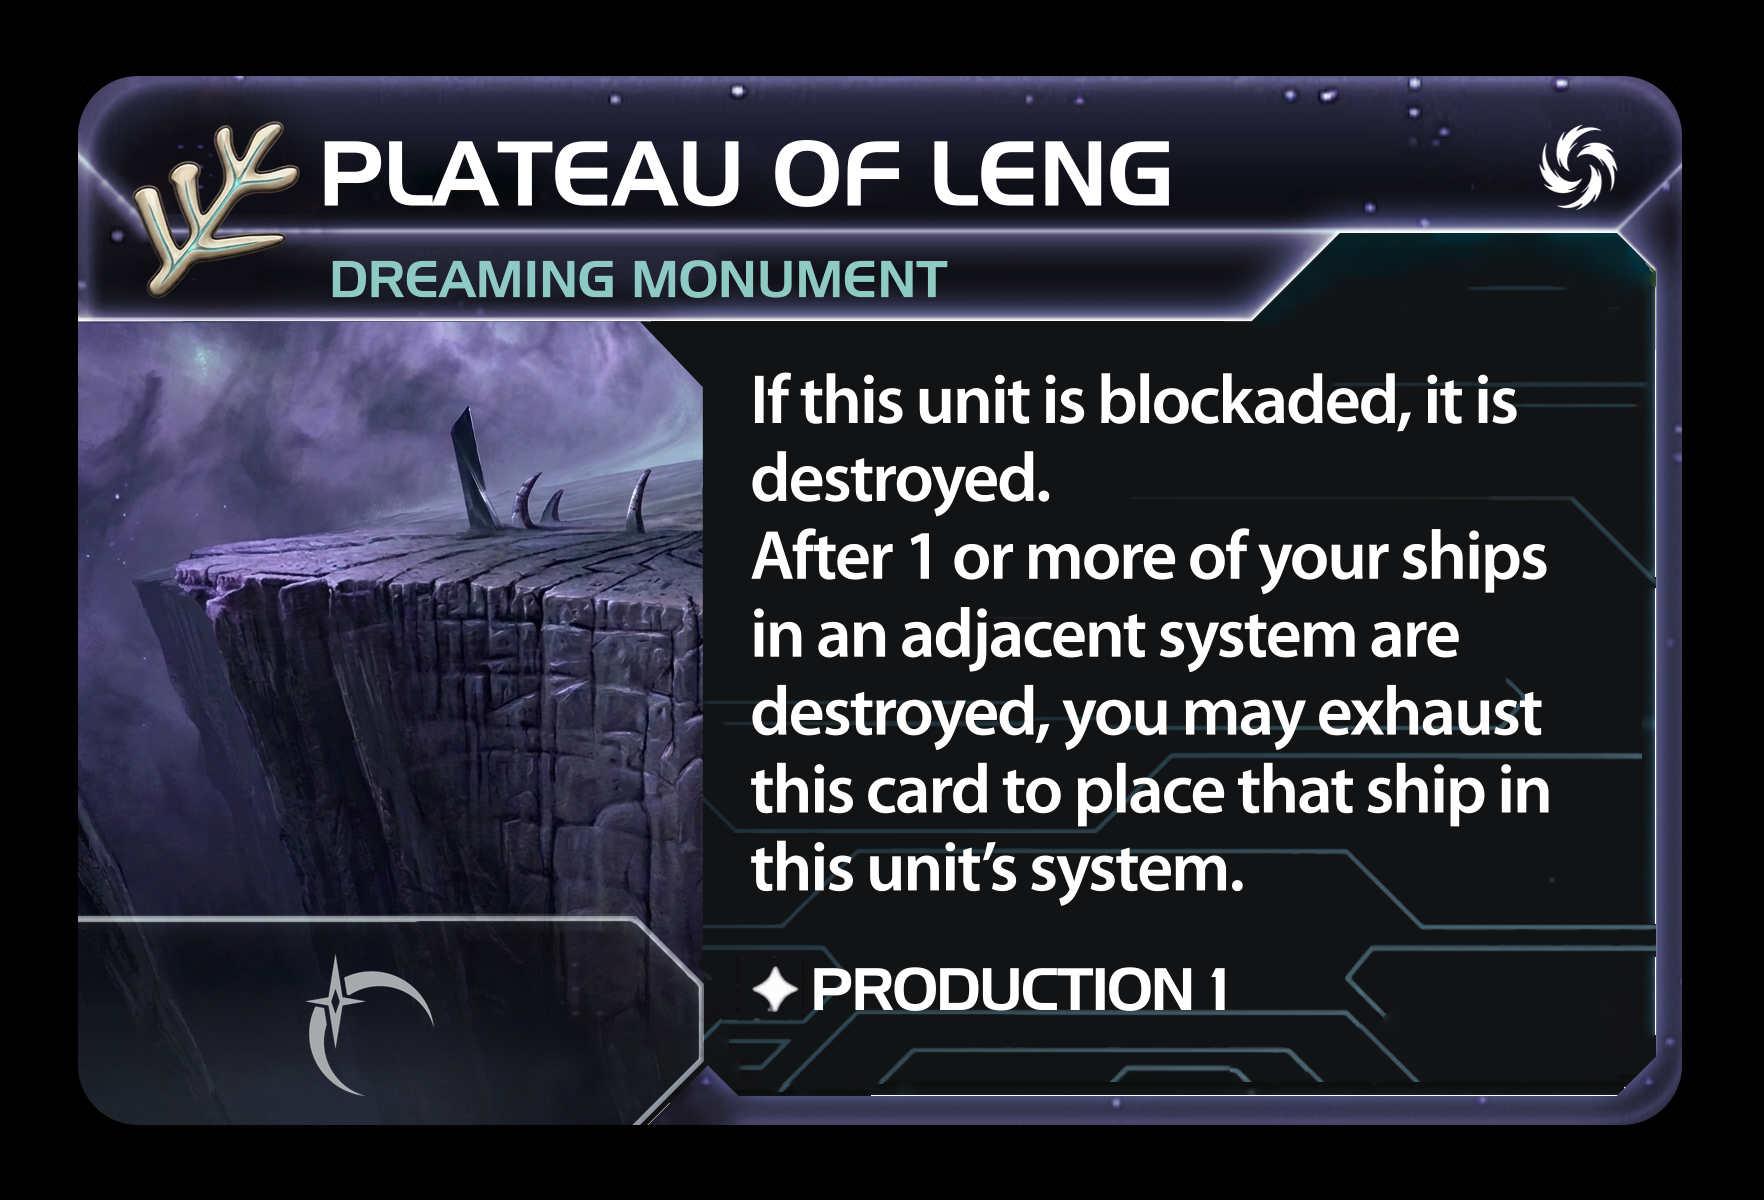 PLATEAU OF LENG
DREAMING MONUMENT
If this unit is blockaded, it is
destroyed.
After 1 or more of your ships
in an adjacent system are
destroyed, you may exhaust
this card to place that ship in
this unit’s system.
PRODUCTION 1